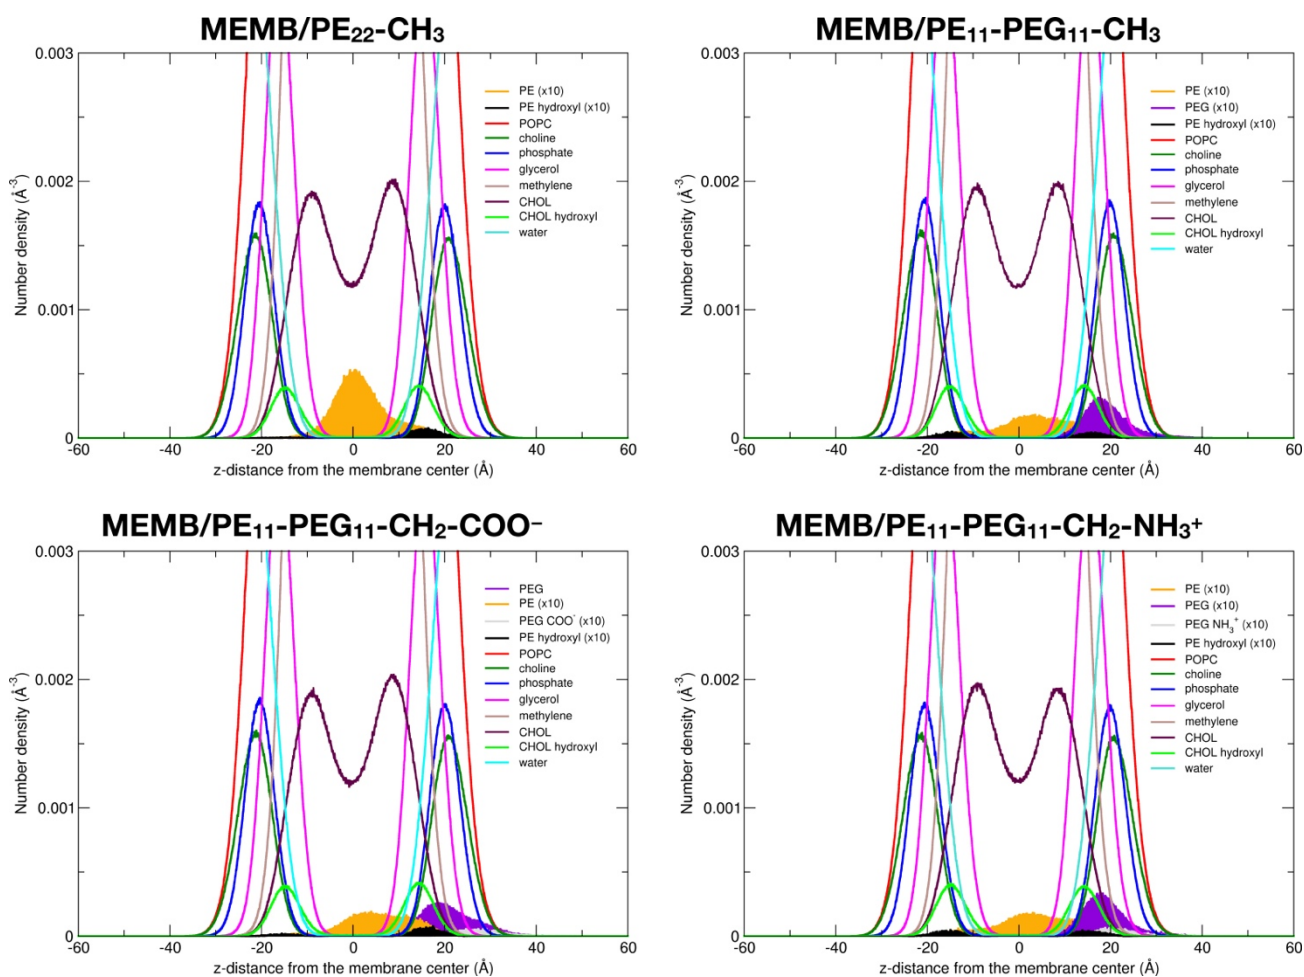 MEMB/PE₂₂-CH₃
0.003
0.002
0.001
0
Number density (Å⁻³)
PE (x10)
PE hydroxyl (x10)
POPC
choline
phosphate
glycerol
methylene
CHOL
CHOL hydroxyl
water
-60 -40 -20 0 20 40 60
z-distance from the membrane center (Å)
MEMB/PE₁₁-PEG₁₁-CH₃
0.003
0.002
0.001
0
Number density (Å⁻³)
PE (x10)
PEG (x10)
PE hydroxyl (x10)
POPC
choline
phosphate
glycerol
methylene
CHOL
CHOL hydroxyl
water
-60 -40 -20 0 20 40 60
z-distance from the membrane center (Å)
MEMB/PE₁₁-PEG₁₁-CH₂-COO⁻
0.003
0.002
0.001
0
Number density (Å⁻³)
PEG
PE (x10)
PEG COO⁻ (x10)
PE hydroxyl (x10)
POPC
choline
phosphate
glycerol
methylene
CHOL
CHOL hydroxyl
water
-60 -40 -20 0 20 40 60
z-distance from the membrane center (Å)
MEMB/PE₁₁-PEG₁₁-CH₂-NH₃⁺
0.003
0.002
0.001
0
Number density (Å⁻³)
PE (x10)
PEG (x10)
PEG NH₃⁺ (x10)
PE hydroxyl (x10)
POPC
choline
phosphate
glycerol
methylene
CHOL
CHOL hydroxyl
water
-60 -40 -20 0 20 40 60
z-distance from the membrane center (Å)